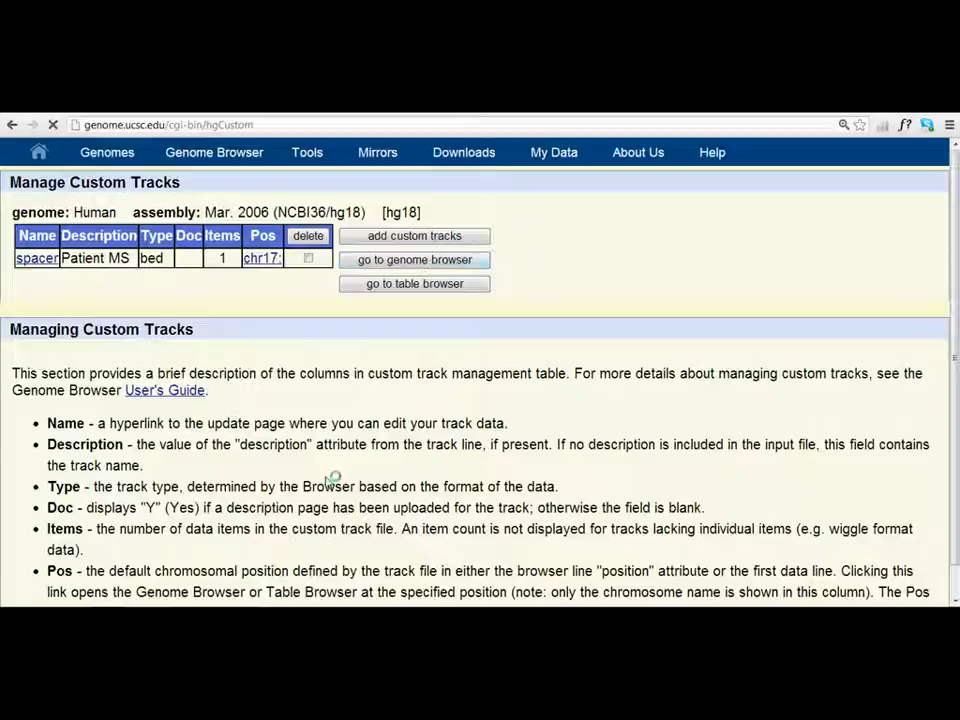 genome.ucsc.edu/cgi-bin/hgCustom
Genomes Genome Browser Tools Mirrors Downloads My Data About Us Help
Manage Custom Tracks
genome: Human assembly: Mar. 2006 (NCBI36/hg18) [hg18]
Name Description Type Doc Items Pos delete add custom tracks
spacer Patient MS bed 1 chr17: go to genome browser
go to table browser
Managing Custom Tracks
This section provides a brief description of the columns in custom track management table. For more details about managing custom tracks, see the
Genome Browser User's Guide.
• Name - a hyperlink to the update page where you can edit your track data.
• Description - the value of the "description" attribute from the track line, if present. If no description is included in the input file, this field contains
the track name.
• Type - the track type, determined by the Browser based on the format of the data.
• Doc - displays "Y" (Yes) if a description page has been uploaded for the track; otherwise the field is blank.
• Items - the number of data items in the custom track file. An item count is not displayed for tracks lacking individual items (e.g. wiggle format
data).
• Pos - the default chromosomal position defined by the track file in either the browser line "position" attribute or the first data line. Clicking this
link opens the Genome Browser or Table Browser at the specified position (note: only the chromosome name is shown in this column). The Pos